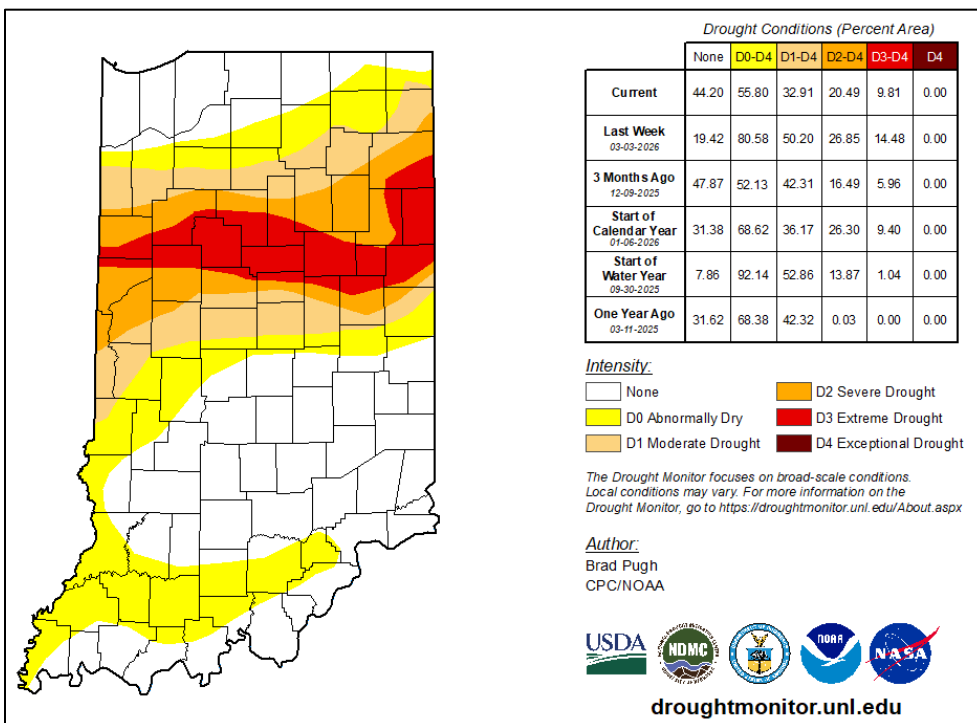 Drought Conditions (Percent Area)
None D0-D4 D1-D4 D2-D4 D3-D4 D4
Current 44.20 55.80 32.91 20.49 9.81 0.00
Last Week
03-03-2026 19.42 80.58 50.20 26.85 14.48 0.00
3 Months Ago
12-09-2025 47.87 52.13 42.31 16.49 5.96 0.00
Start of
Calendar Year
01-06-2026 31.38 68.62 36.17 26.30 9.40 0.00
Start of
Water Year
09-30-2025 7.86 92.14 52.86 13.87 1.04 0.00
One Year Ago
03-11-2025 31.62 68.38 42.32 0.03 0.00 0.00
Intensity:
None
D0 Abnormally Dry
D1 Moderate Drought
D2 Severe Drought
D3 Extreme Drought
D4 Exceptional Drought
The Drought Monitor focuses on broad-scale conditions.
Local conditions may vary. For more information on the
Drought Monitor, go to https://droughtmonitor.unl.edu/About.aspx
Author:
Brad Pugh
CPC/NOAA
USDA
NDMC
NOAA
NASA
droughtmonitor.unl.edu